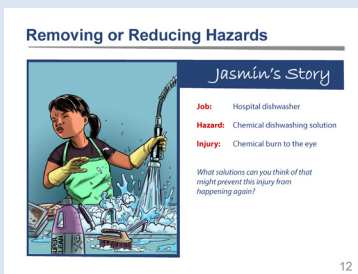 Removing or Reducing Hazards
Jasmin's Story
Job: Hospital dishwasher
Hazard: Chemical dishwashing solution
Injury: Chemical burn to the eye
What solutions can you think of that
might prevent this injury from
happening again?
12